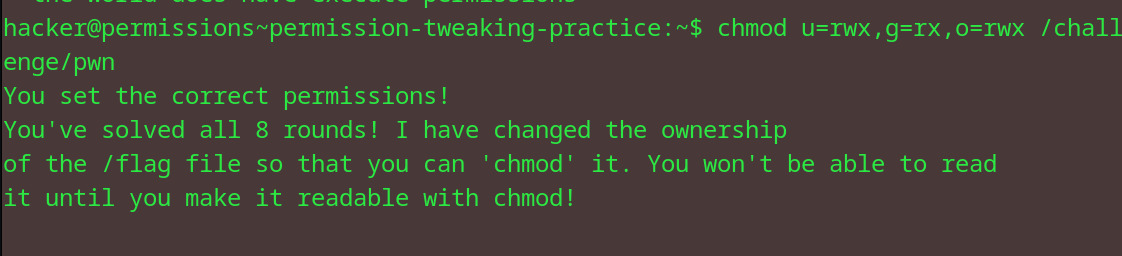 the world does have execute permissions
hacker@permissions~permission-tweaking-practice:~$ chmod u=rwx,g=rx,o=rwx /chall
enge/pwn
You set the correct permissions!
You've solved all 8 rounds! I have changed the ownership
of the /flag file so that you can 'chmod' it. You won't be able to read
it until you make it readable with chmod!